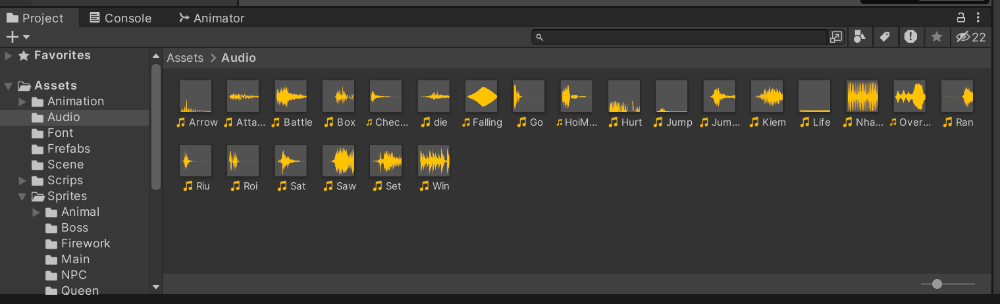 Project Console Animator
22
Favorites
Assets > Audio
Assets
Animation
Audio
Font
Frefabs
Scene
Scrips
Sprites
Animal
Boss
Firework
Main
NPC
Queen
Arrow Atta... Battle Box Chec... die Falling Go HoiM... Hurt Jump Jum... Kiem Life Nha... Over... Ran
Riu Roi Sat Saw Set Win